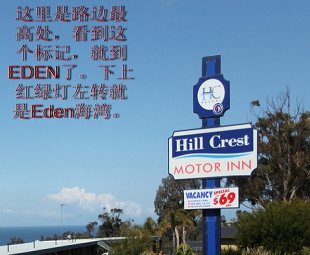 这里是路边最
高处，看到这
个标记，就到
EDEN了。下上
红绿灯左转就
是Eden海湾。
HC
Hill Crest
MOTOR INN
VACANCY SPECIAL
$69